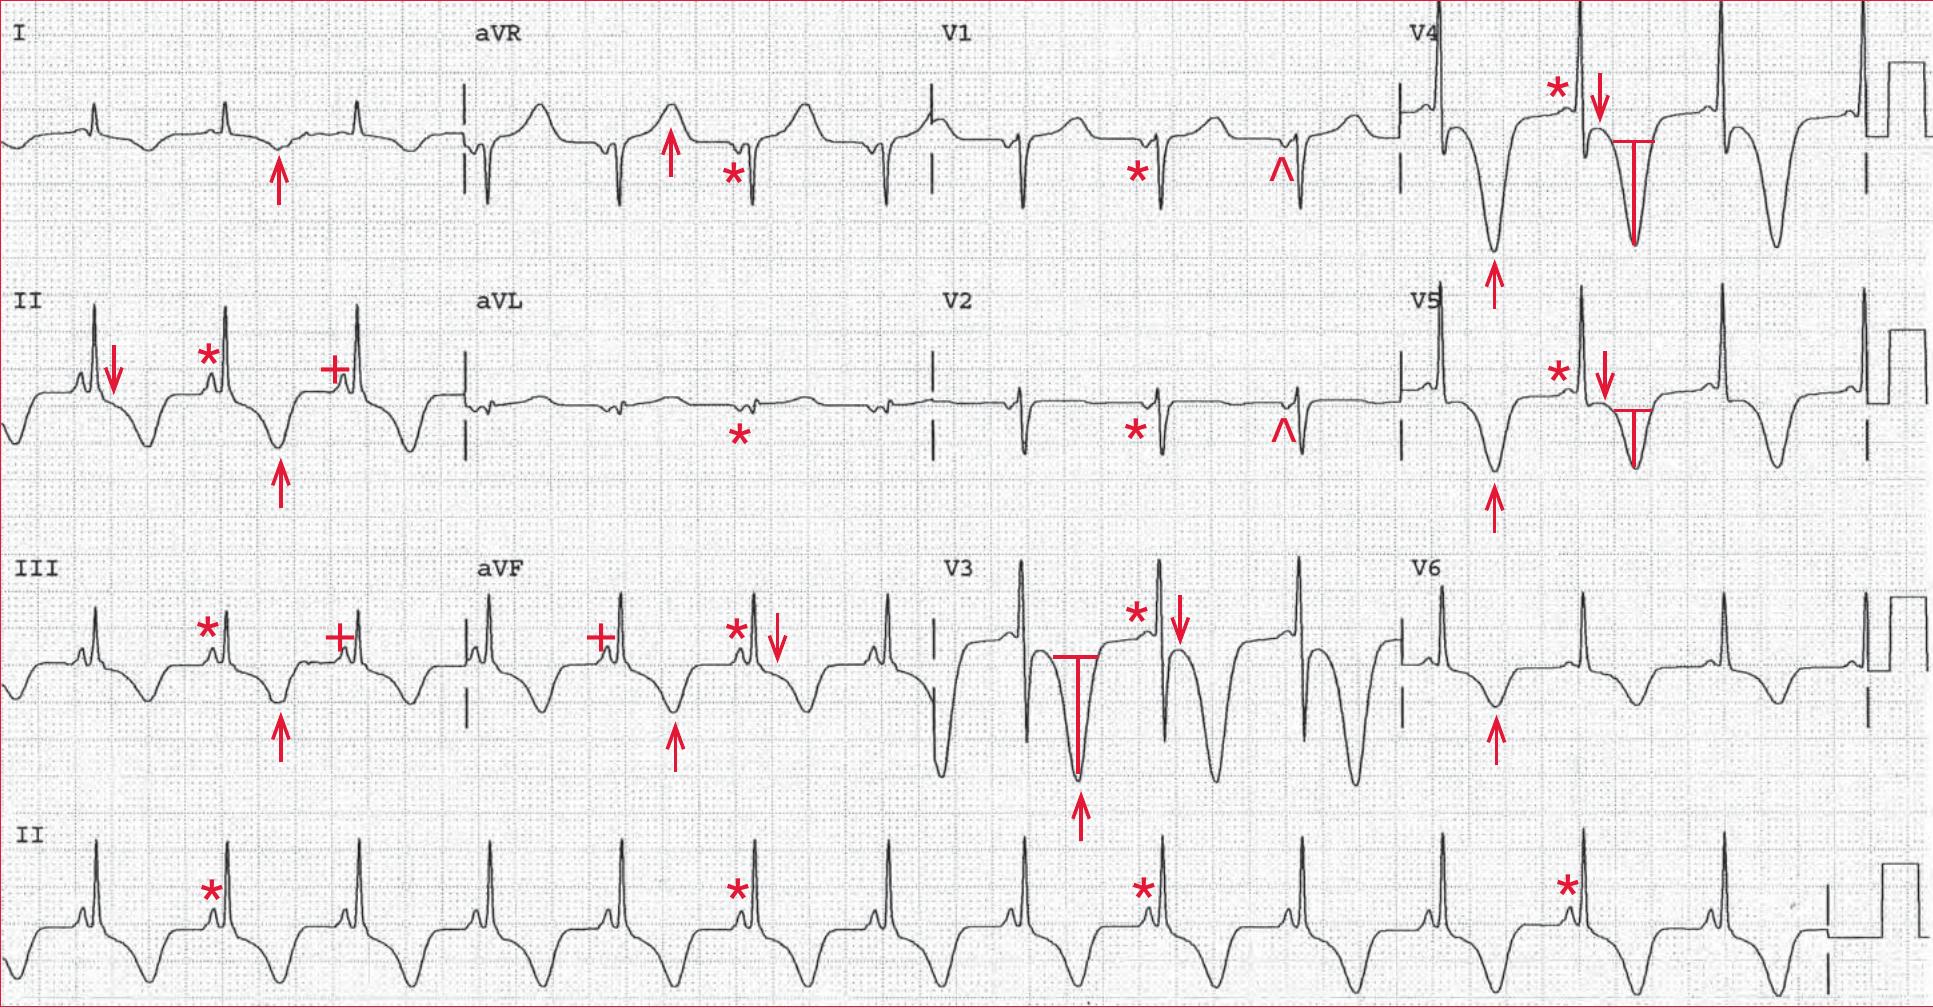 I aVR V1 V4
* ↓
↑ ↑ * * ^
↑
II aVL V2 V5
↓ * + * ↓
* * ^
↑ ↑
III aVF V3 V6
* + + * ↓ * ↓
↑ ↑ ↑
↑
II
* * * *